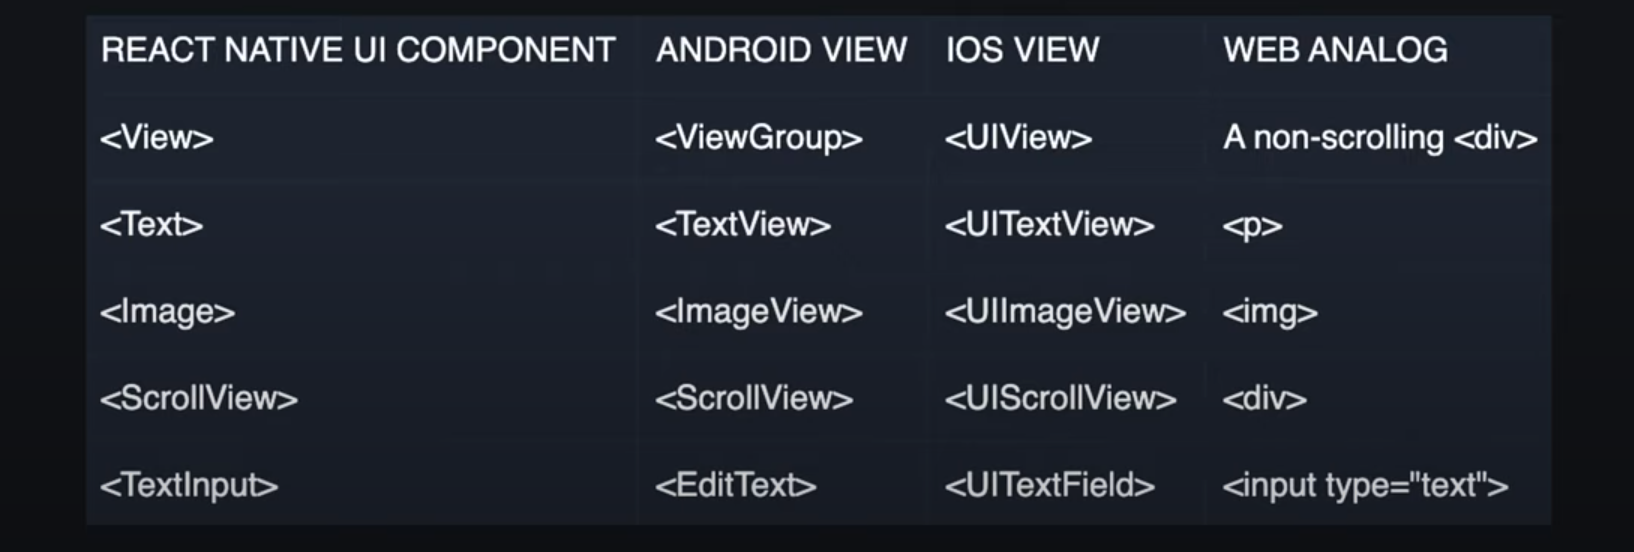 REACT NATIVE UI COMPONENT ANDROID VIEW IOS VIEW WEB ANALOG
<View> <ViewGroup> <UIView> A non-scrolling <div>
<Text> <TextView> <UITextView> <p>
<Image> <ImageView> <UIImageView> <img>
<ScrollView> <ScrollView> <UIScrollView> <div>
<TextInput> <EditText> <UITextField> <input type="text">